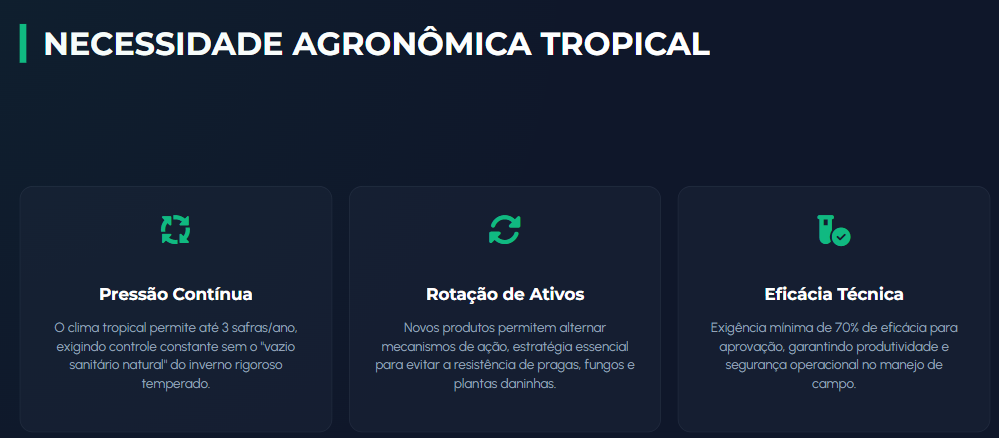 NECESSIDADE AGRONÔMICA TROPICAL
Pressão Contínua
O clima tropical permite até 3 safras/ano,
exigindo controle constante sem o "vazio
sanitário natural" do inverno rigoroso
temperado.
Rotação de Ativos
Novos produtos permitem alternar
mecanismos de ação, estratégia essencial
para evitar a resistência de pragas, fungos e
plantas daninhas.
Eficácia Técnica
Exigência mínima de 70% de eficácia para
aprovação, garantindo produtividade e
segurança operacional no manejo de
campo.